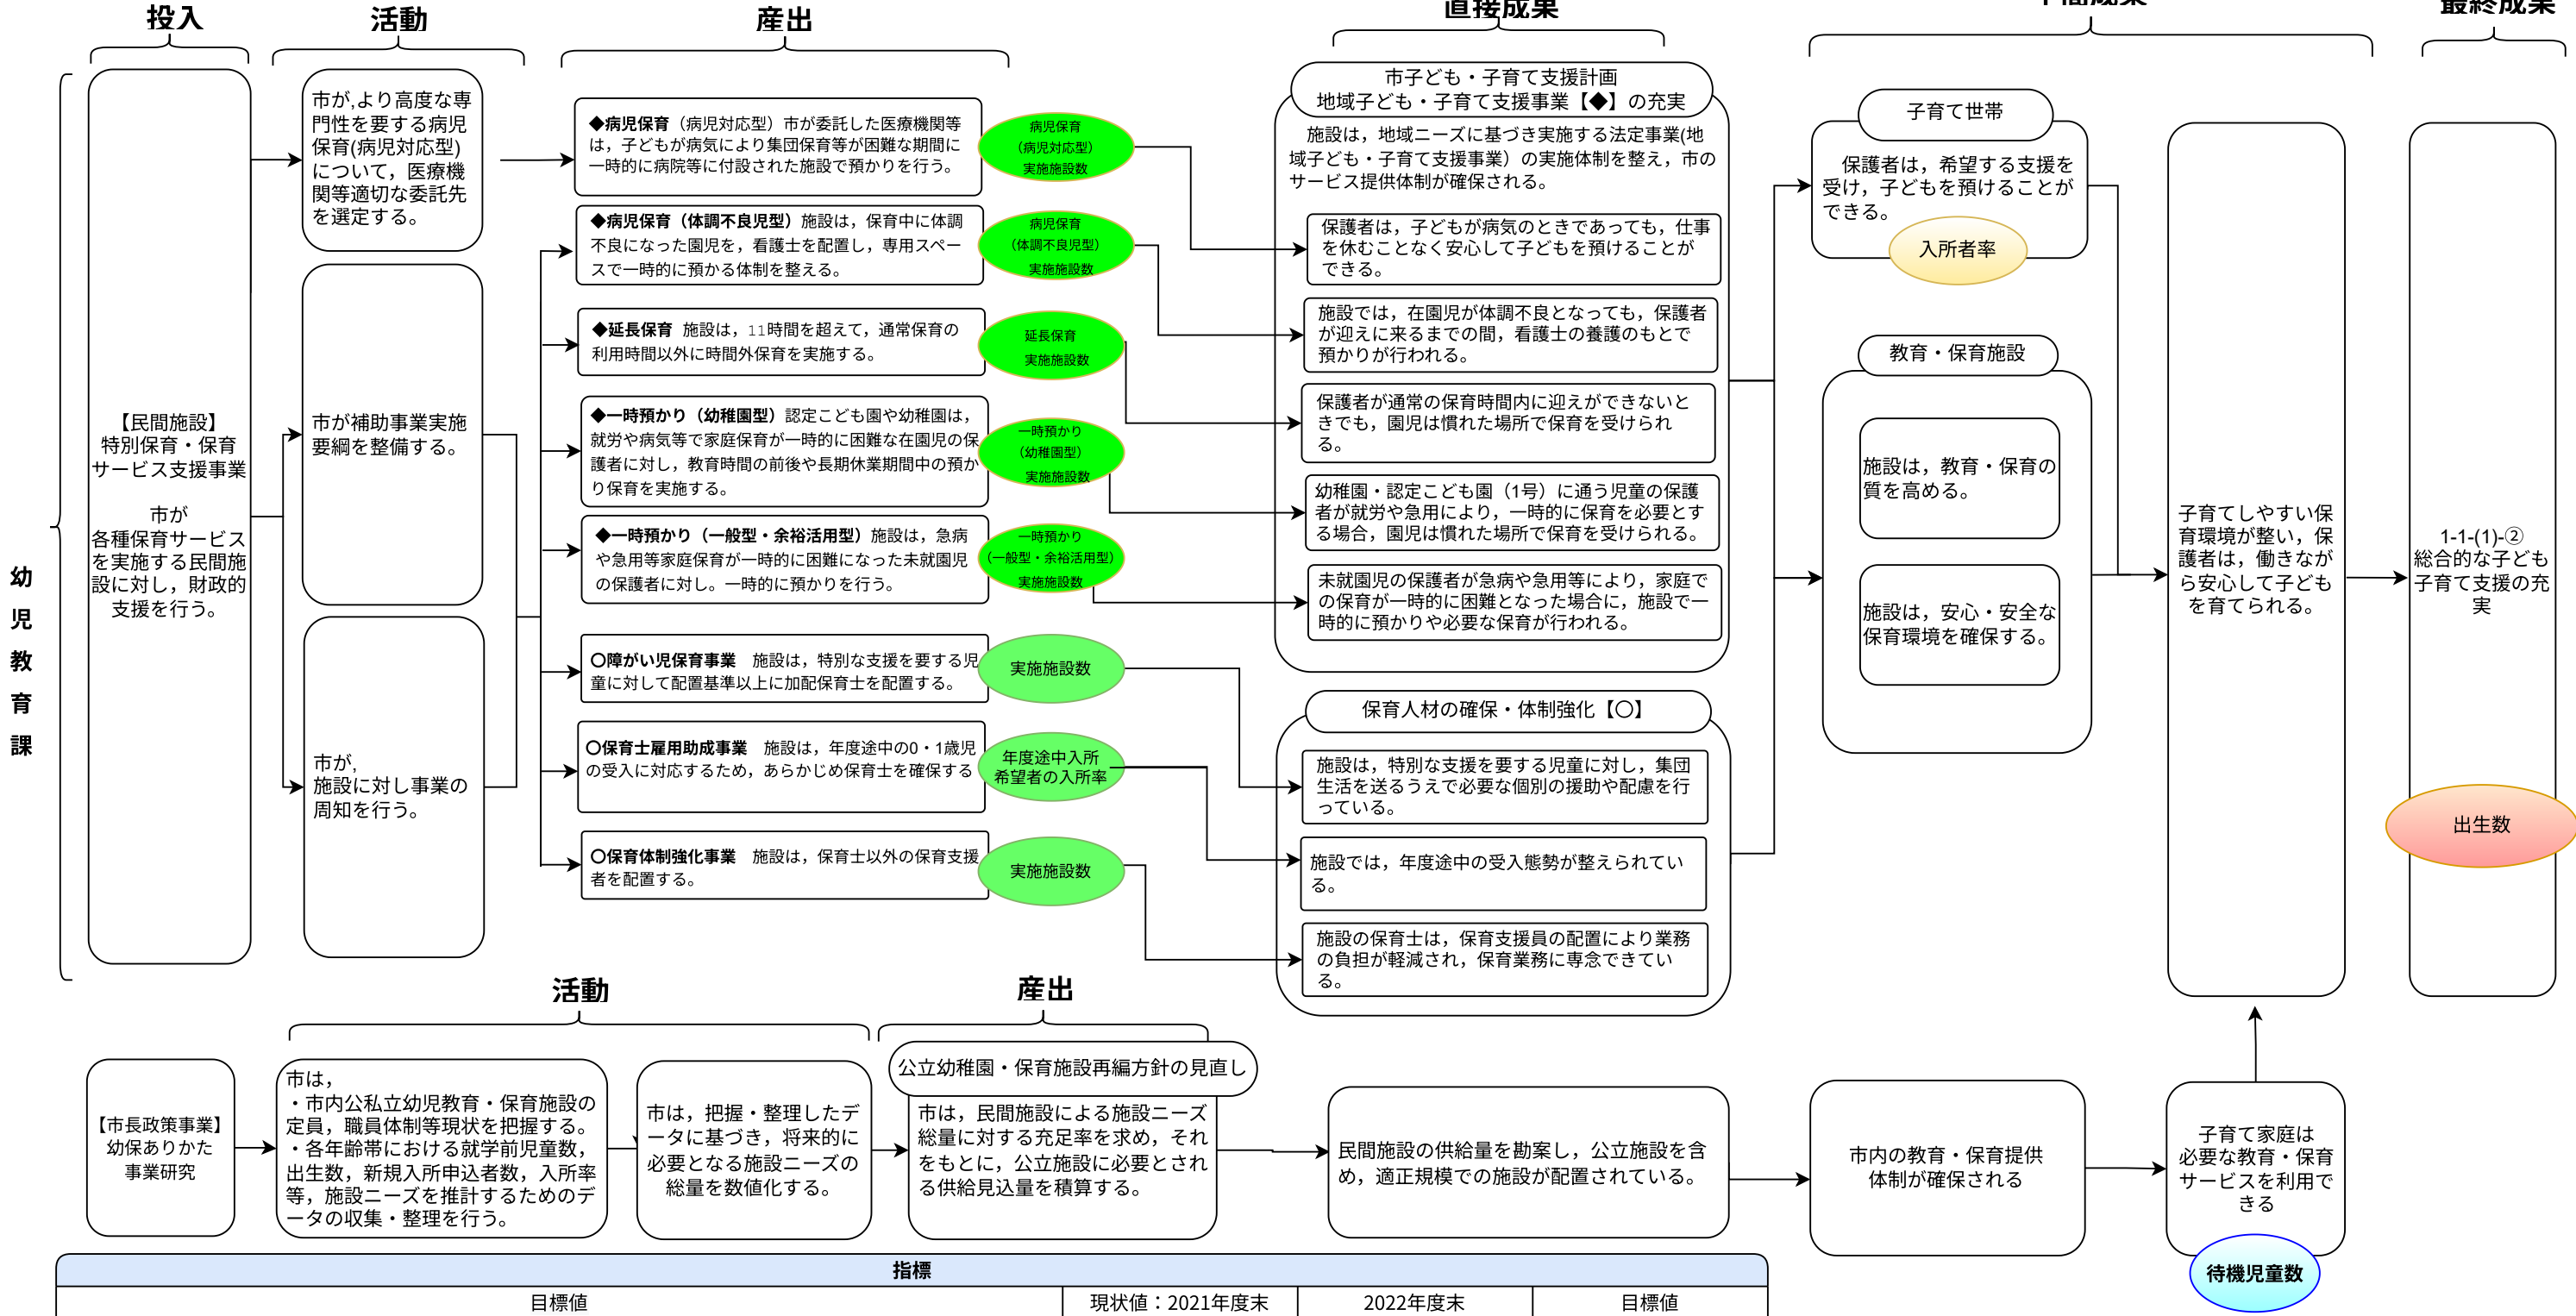 投入
活動
産出
直接成果
中間成果
最終成果
幼
児
教
育
課
【民間施設】
特別保育・保育
サービス支援事業
市が
各種保育サービス
を実施する民間施
設に対し，財政的
支援を行う。
市が,より高度な専
門性を要する病児
保育(病児対応型)
について，医療機
関等適切な委託先
を選定する。
市が補助事業実施
要綱を整備する。
市が,
施設に対し事業の
周知を行う。
◆病児保育（病児対応型）市が委託した医療機関等
は，子どもが病気により集団保育等が困難な期間に
一時的に病院等に付設された施設で預かりを行う。
病児保育
（病児対応型）
実施施設数
◆病児保育（体調不良児型）施設は，保育中に体調
不良になった園児を，看護士を配置し，専用スペー
スで一時的に預かる体制を整える。
病児保育
（体調不良児型）
実施施設数
◆延長保育 施設は，11時間を超えて，通常保育の
利用時間以外に時間外保育を実施する。
延長保育
実施施設数
◆一時預かり（幼稚園型）認定こども園や幼稚園は，
就労や病気等で家庭保育が一時的に困難な在園児の保
護者に対し，教育時間の前後や長期休業期間中の預か
り保育を実施する。
一時預かり
（幼稚園型）
実施施設数
◆一時預かり（一般型・余裕活用型）施設は，急病
や急用等家庭保育が一時的に困難になった未就園児
の保護者に対し。一時的に預かりを行う。
一時預かり
（一般型・余裕活用型）
実施施設数
〇障がい児保育事業　施設は，特別な支援を要する児
童に対して配置基準以上に加配保育士を配置する。
実施施設数
〇保育士雇用助成事業　施設は，年度途中の0・1歳児
の受入に対応するため，あらかじめ保育士を確保する
年度途中入所
希望者の入所率
〇保育体制強化事業　施設は，保育士以外の保育支援
者を配置する。
実施施設数
市子ども・子育て支援計画
地域子ども・子育て支援事業【◆】の充実
施設は，地域ニーズに基づき実施する法定事業(地
域子ども・子育て支援事業）の実施体制を整え，市の
サービス提供体制が確保される。
保護者は，子どもが病気のときであっても，仕事
を休むことなく安心して子どもを預けることが
できる。
施設では，在園児が体調不良となっても，保護者
が迎えに来るまでの間，看護士の養護のもとで
預かりが行われる。
保護者が通常の保育時間内に迎えができないと
きでも，園児は慣れた場所で保育を受けられ
る。
幼稚園・認定こども園（1号）に通う児童の保護
者が就労や急用により，一時的に保育を必要とす
る場合，園児は慣れた場所で保育を受けられる。
未就園児の保護者が急病や急用等により，家庭で
の保育が一時的に困難となった場合に，施設で一
時的に預かりや必要な保育が行われる。
保育人材の確保・体制強化【〇】
施設は，特別な支援を要する児童に対し，集団
生活を送るうえで必要な個別の援助や配慮を行
っている。
施設では，年度途中の受入態勢が整えられてい
る。
施設の保育士は，保育支援員の配置により業務
の負担が軽減され，保育業務に専念できてい
る。
子育て世帯
保護者は，希望する支援を
受け，子どもを預けることが
できる。
入所者率
教育・保育施設
施設は，教育・保育の
質を高める。
施設は，安心・安全な
保育環境を確保する。
子育てしやすい保
育環境が整い，保
護者は，働きなが
ら安心して子ども
を育てられる。
1-1-(1)-②
総合的な子ども
子育て支援の充
実
出生数
活動
産出
【市長政策事業】
幼保ありかた
事業研究
市は，
・市内公私立幼児教育・保育施設の
定員，職員体制等現状を把握する。
・各年齢帯における就学前児童数，
出生数，新規入所申込者数，入所率
等，施設ニーズを推計するためのデ
ータの収集・整理を行う。
市は，把握・整理したデ
ータに基づき，将来的に
必要となる施設ニーズの
総量を数値化する。
公立幼稚園・保育施設再編方針の見直し
市は，民間施設による施設ニーズ
総量に対する充足率を求め，それ
をもとに，公立施設に必要とされ
る供給見込量を積算する。
民間施設の供給量を勘案し，公立施設を含
め，適正規模での施設が配置されている。
市内の教育・保育提供
体制が確保される
子育て家庭は
必要な教育・保育
サービスを利用で
きる
待機児童数
指標
目標値
現状値：2021年度末
2022年度末
目標値